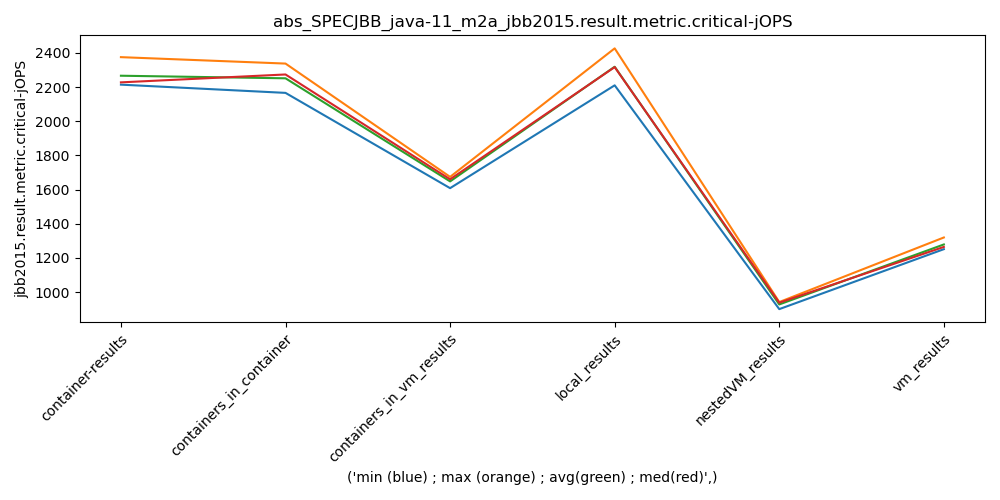 abs_SPECJBB_java-11_m2a_jbb2015.result.metric.critical-jOPS
jbb2015.result.metric.critical-jOPS
2400
2200
2000
1800
1600
1400
1200
1000
container-results
containers_in_container
containers_in_vm_results
local_results
nestedVM_results
vm_results
('min (blue) ; max (orange) ; avg(green) ; med(red)',)